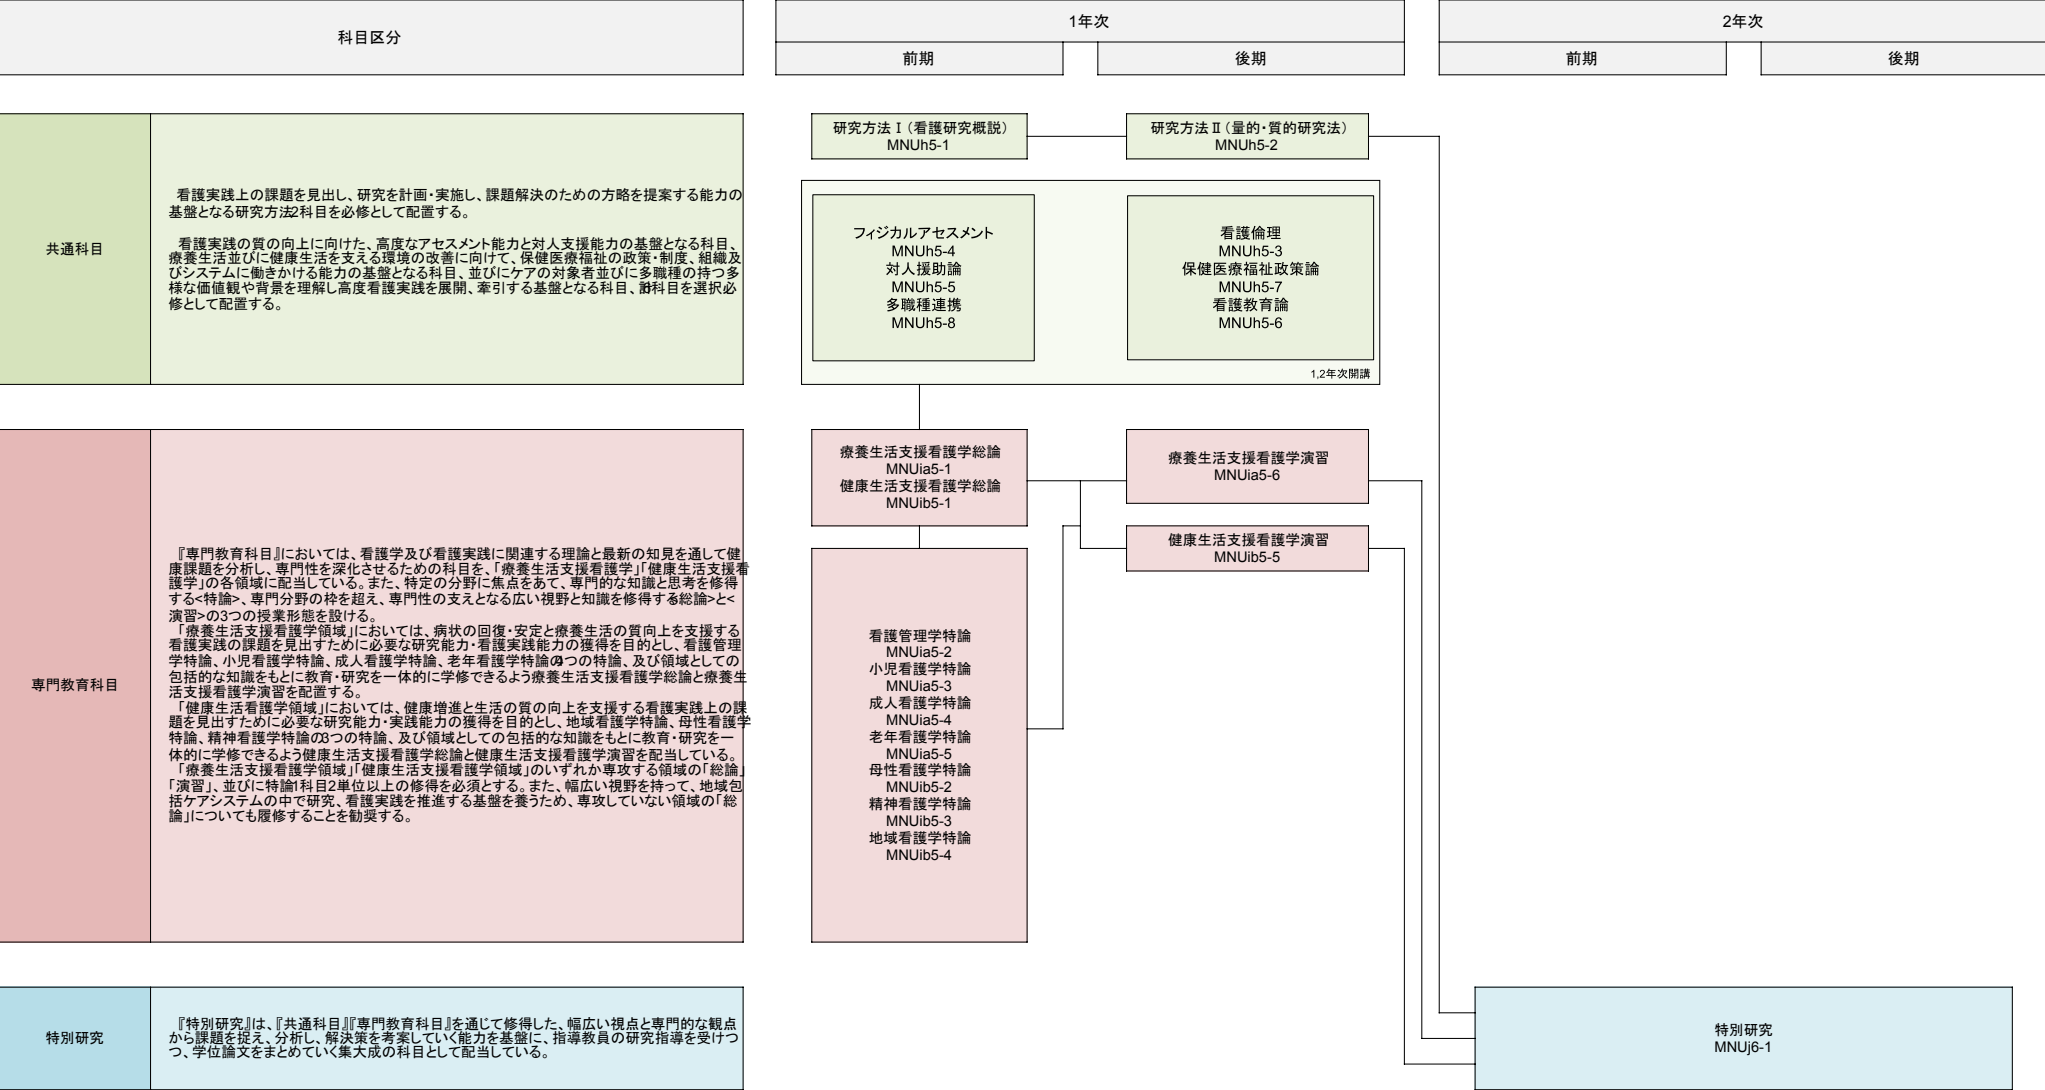 科目区分
1年次
2年次
前期
後期
前期
後期
共通科目
看護実践上の課題を見出し、研究を計画・実施し、課題解決のための方略を提案する能力の
基盤となる研究方法2科目を必修として配置する。
看護実践の質の向上に向けた、高度なアセスメント能力と対人支援能力の基盤となる科目、
療養生活並びに健康生活を支える環境の改善に向けて、保健医療福祉の政策・制度、組織及
びシステムに働きかける能力の基盤となる科目、並びにケアの対象者並びに多職種の持つ多
様な価値観や背景を理解し高度看護実践を展開、牽引する基盤となる科目、科目を選択必
修として配置する。
研究方法Ⅰ（看護研究概説）
MNUh5-1
研究方法Ⅱ（量的・質的研究法）
MNUh5-2
フィジカルアセスメント
MNUh5-4
対人援助論
MNUh5-5
多職種連携
MNUh5-8
看護倫理
MNUh5-3
保健医療福祉政策論
MNUh5-7
看護教育論
MNUh5-6
1,2年次開講
専門教育科目
『専門教育科目』においては、看護学及び看護実践に関連する理論と最新の知見を通して健
康課題を分析し、専門性を深化させるための科目を、「療養生活支援看護学」「健康生活支援看
護学」の各領域に配当している。また、特定の分野に焦点をあて、専門的な知識と思考を修得
する<特論>、専門分野の枠を超え、専門性の支えとなる広い視野と知識を修得する<総論>と<
演習>の3つの授業形態を設ける。
「療養生活支援看護学領域」においては、病状の回復・安定と療養生活の質向上を支援する
看護実践の課題を見出すために必要な研究能力・看護実践能力の獲得を目的とし、看護管理
学特論、小児看護学特論、成人看護学特論、老年看護学特論の4つの特論、及び領域としての
包括的な知識をもとに教育・研究を一体的に学修できるよう療養生活支援看護学総論と療養生
活支援看護学演習を配置する。
「健康生活看護学領域」においては、健康増進と生活の質の向上を支援する看護実践上の課
題を見出すために必要な研究能力・実践能力の獲得を目的とし、地域看護学特論、母性看護学
特論、精神看護学特論の3つの特論、及び領域としての包括的な知識をもとに教育・研究を一
体的に学修できるよう健康生活支援看護学総論と健康生活支援看護学演習を配当している。
「療養生活支援看護学領域」「健康生活支援看護学領域」のいずれか専攻する領域の「総論」
「演習」、並びに特論1科目2単位以上の修得を必須とする。また、幅広い視野を持って、地域包
括ケアシステムの中で研究、看護実践を推進する基盤を養うため、専攻していない領域の「総
論」についても履修することを勧奨する。
療養生活支援看護学総論
MNUia5-1
健康生活支援看護学総論
MNUib5-1
療養生活支援看護学演習
MNUia5-6
健康生活支援看護学演習
MNUib5-5
看護管理学特論
MNUia5-2
小児看護学特論
MNUia5-3
成人看護学特論
MNUia5-4
老年看護学特論
MNUia5-5
母性看護学特論
MNUib5-2
精神看護学特論
MNUib5-3
地域看護学特論
MNUib5-4
特別研究
『特別研究』は、『共通科目』『専門教育科目』を通じて修得した、幅広い視点と専門的な観点
から課題を捉え、分析し、解決策を考案していく能力を基盤に、指導教員の研究指導を受けつ
つ、学位論文をまとめていく集大成の科目として配当している。
特別研究
MNUj6-1